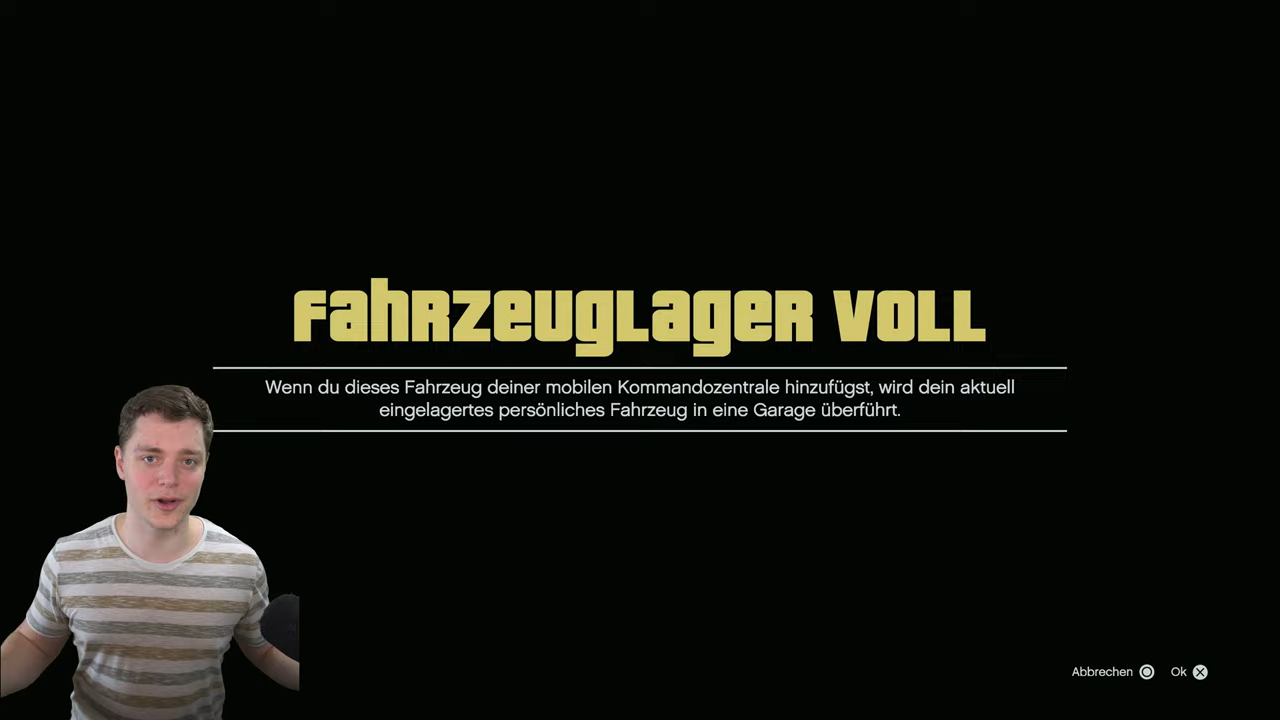 Fahrzeuglager voll
Wenn du dieses Fahrzeug deiner mobilen Kommandozentrale hinzufügst, wird dein aktuell
eingelagertes persönliches Fahrzeug in eine Garage überführt.
Abbrechen Ok